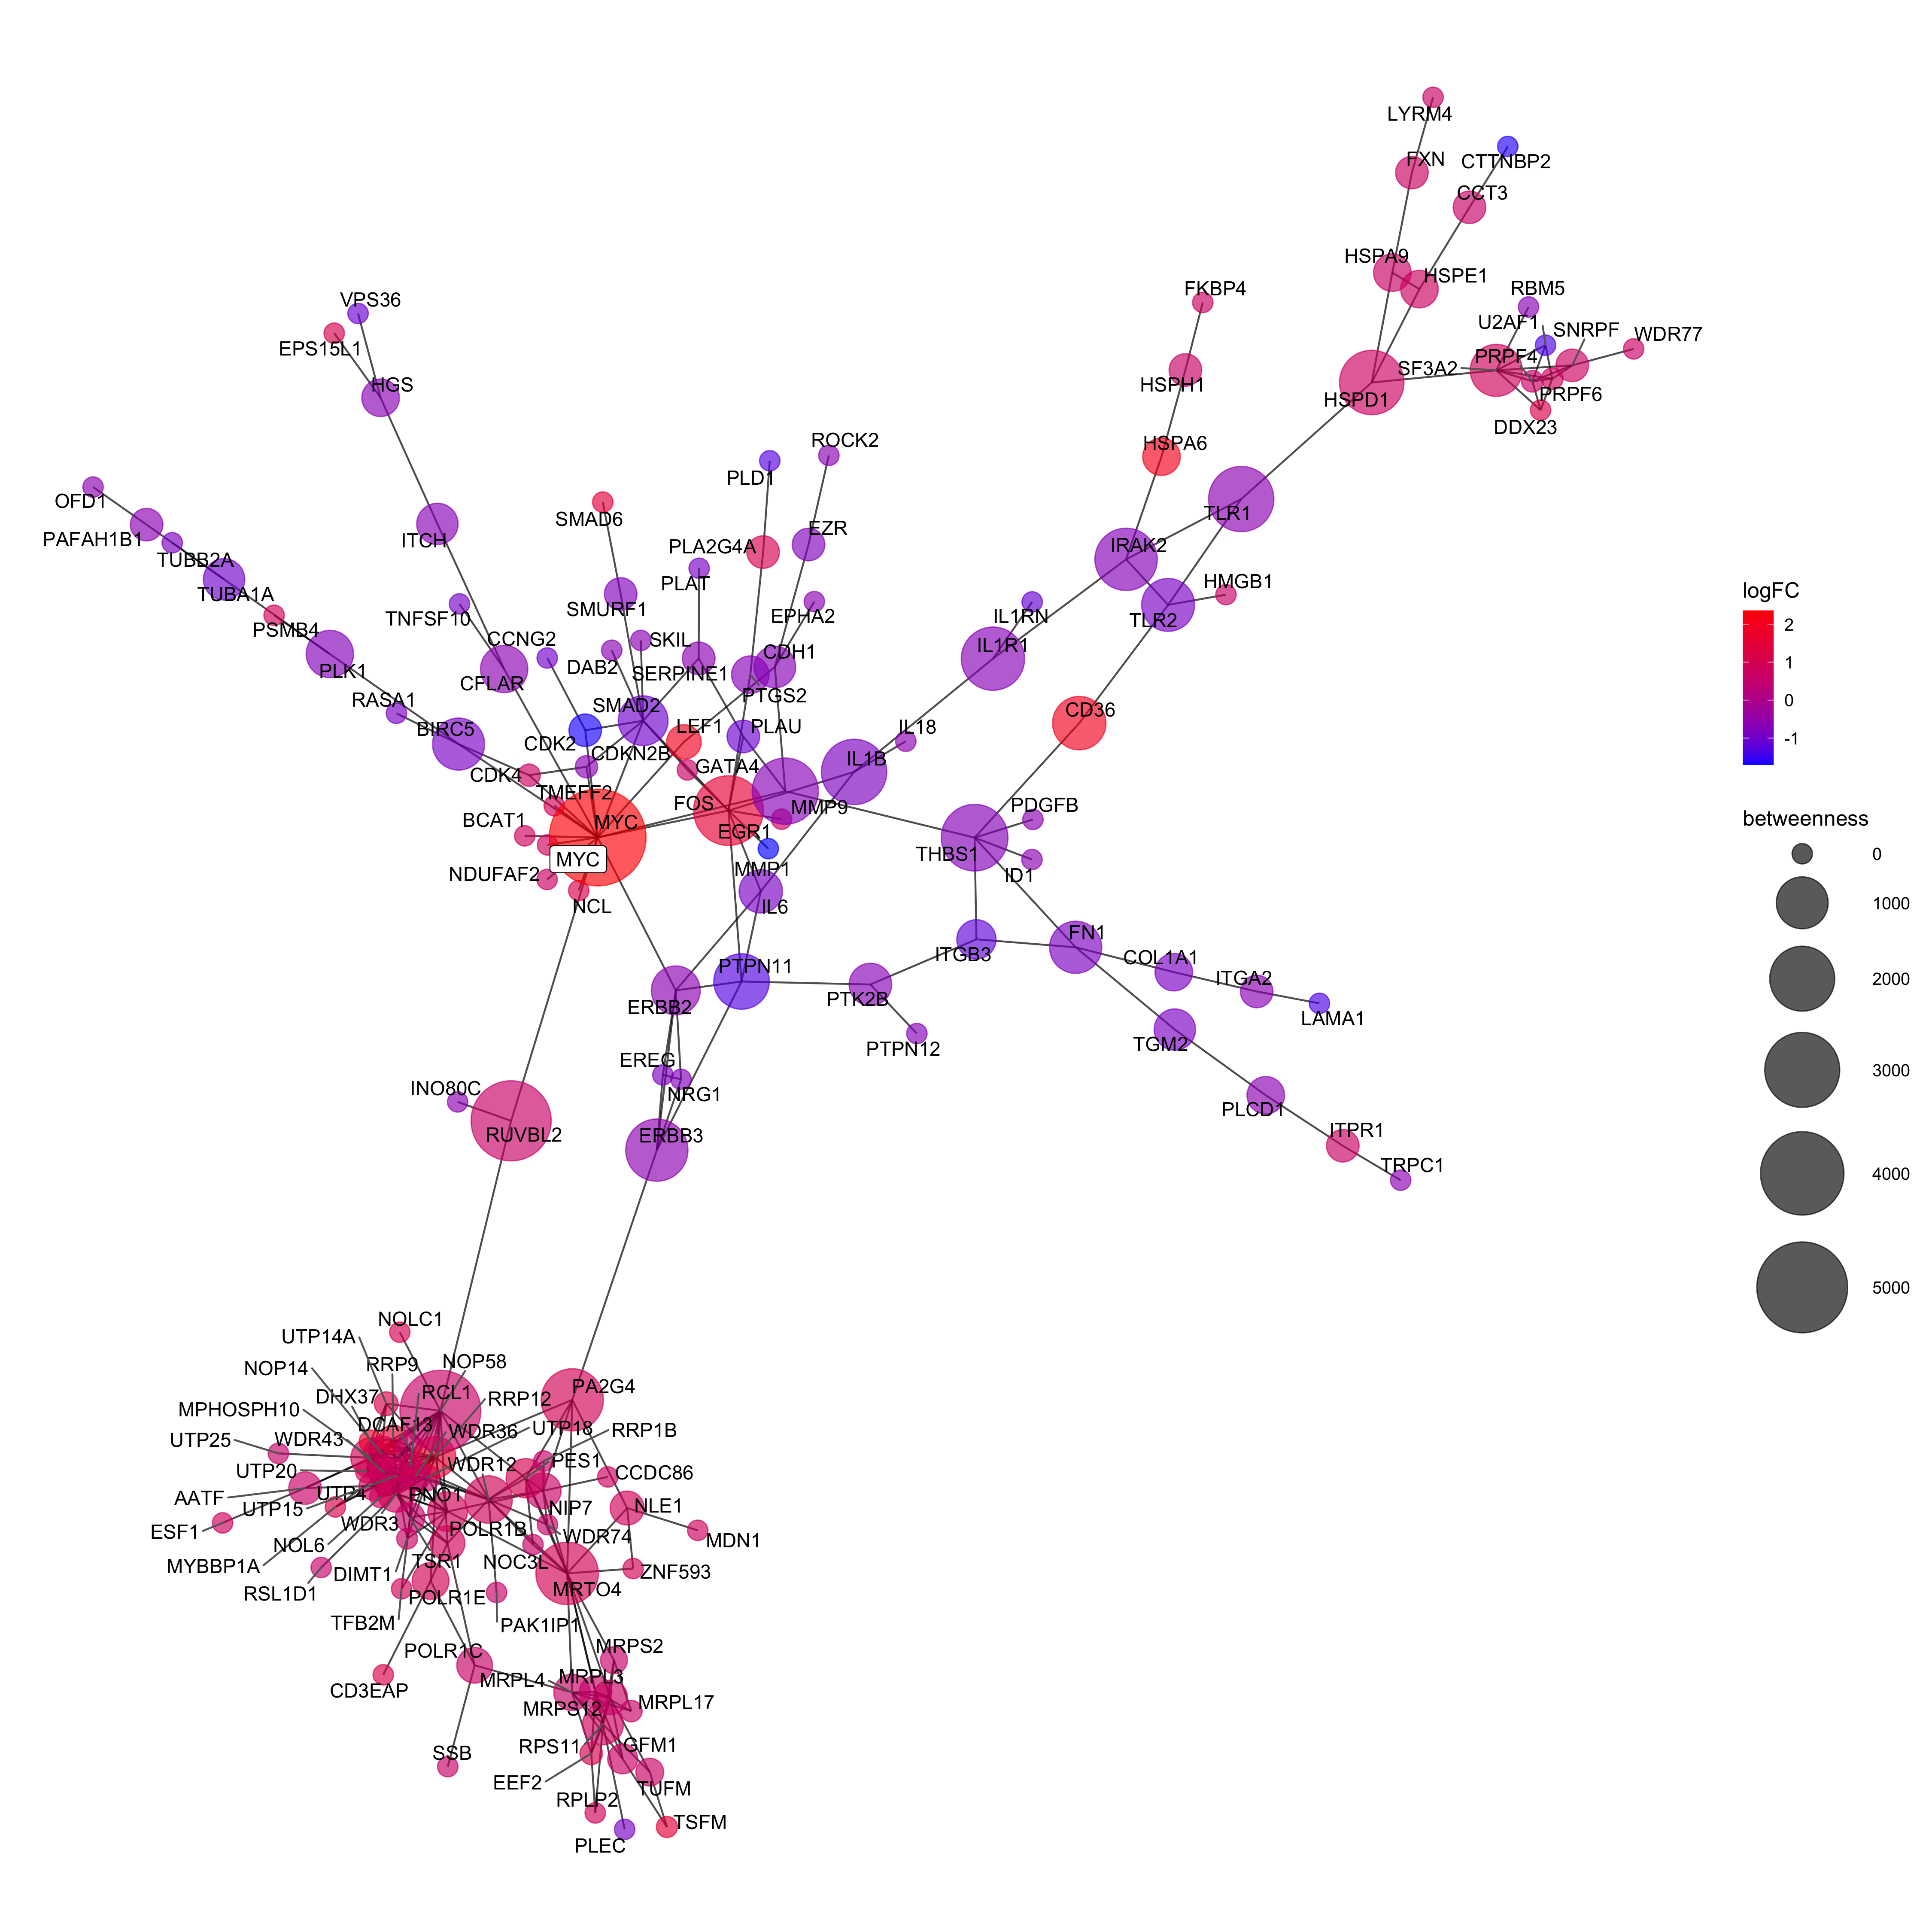 LYRM4
FXN
CTTNBP2
CCT3
HSPA9
HSPE1
FKBP4
RBM5
VPS36
U2AF1
SNRPF
WDR77
EPS15L1
PRPF4
SF3A2
HSPH1
HGS
HSPD1
PRPF6
DDX23
ROCK2
HSPA6
PLD1
OFD1
TLR1
SMAD6
EZR
PAFAH1B1
ITCH
PLA2G4A
IRAK2
TUBB2A
PLAT
HMGB1
TUBA1A
SMURF1
EPHA2
IL1RN
TLR2
TNFSF10
PSMB4
CCNG2
SKIL
IL1R1
CDH1
PLK1
DAB2
SERPINE1
CFLAR
PTGS2
RASA1
SMAD2
CD36
BIRC5
LEF1
PLAU
IL18
CDK2
CDKN2B
IL1B
GATA4
CDK4
TMEFF2
FOS
MMP9
PDGFB
BCAT1
MYC
EGR1
THBS1
MYC
MMP1
ID1
NDUFAF2
NCL
IL6
FN1
ITGB3
COL1A1
PTPN11
ITGA2
ERBB2
PTK2B
LAMA1
PTPN12
TGM2
EREG
INO80C
NRG1
PLCD1
RUVBL2
ERBB3
ITPR1
TRPC1
NOLC1
UTP14A
NOP14
RRP9
NOP58
DHX37
RCL1
PA2G4
MPHOSPH10
RRP12
DCAF13
WDR36
UTP18
RRP1B
UTP25
WDR43
WDR12
PES1
UTP20
CCDC86
AATF
UTP15
UTP4
PNO1
NIP7
NLE1
ESF1
WDR3
POLR1B
WDR74
MDN1
NOL6
MYBBP1A
TSR1
NOC3L
DIMT1
ZNF593
RSL1D1
POLR1E
MRTO4
TFB2M
PAK1IP1
POLR1C
MRPS2
CD3EAP
MRPL4
MRPL3
MRPS12
MRPL17
SSB
RPS11
GFM1
EEF2
TUFM
RPLP2
TSFM
PLEC
logFC
2
1
0
-1
betweenness
0
1000
2000
3000
4000
5000